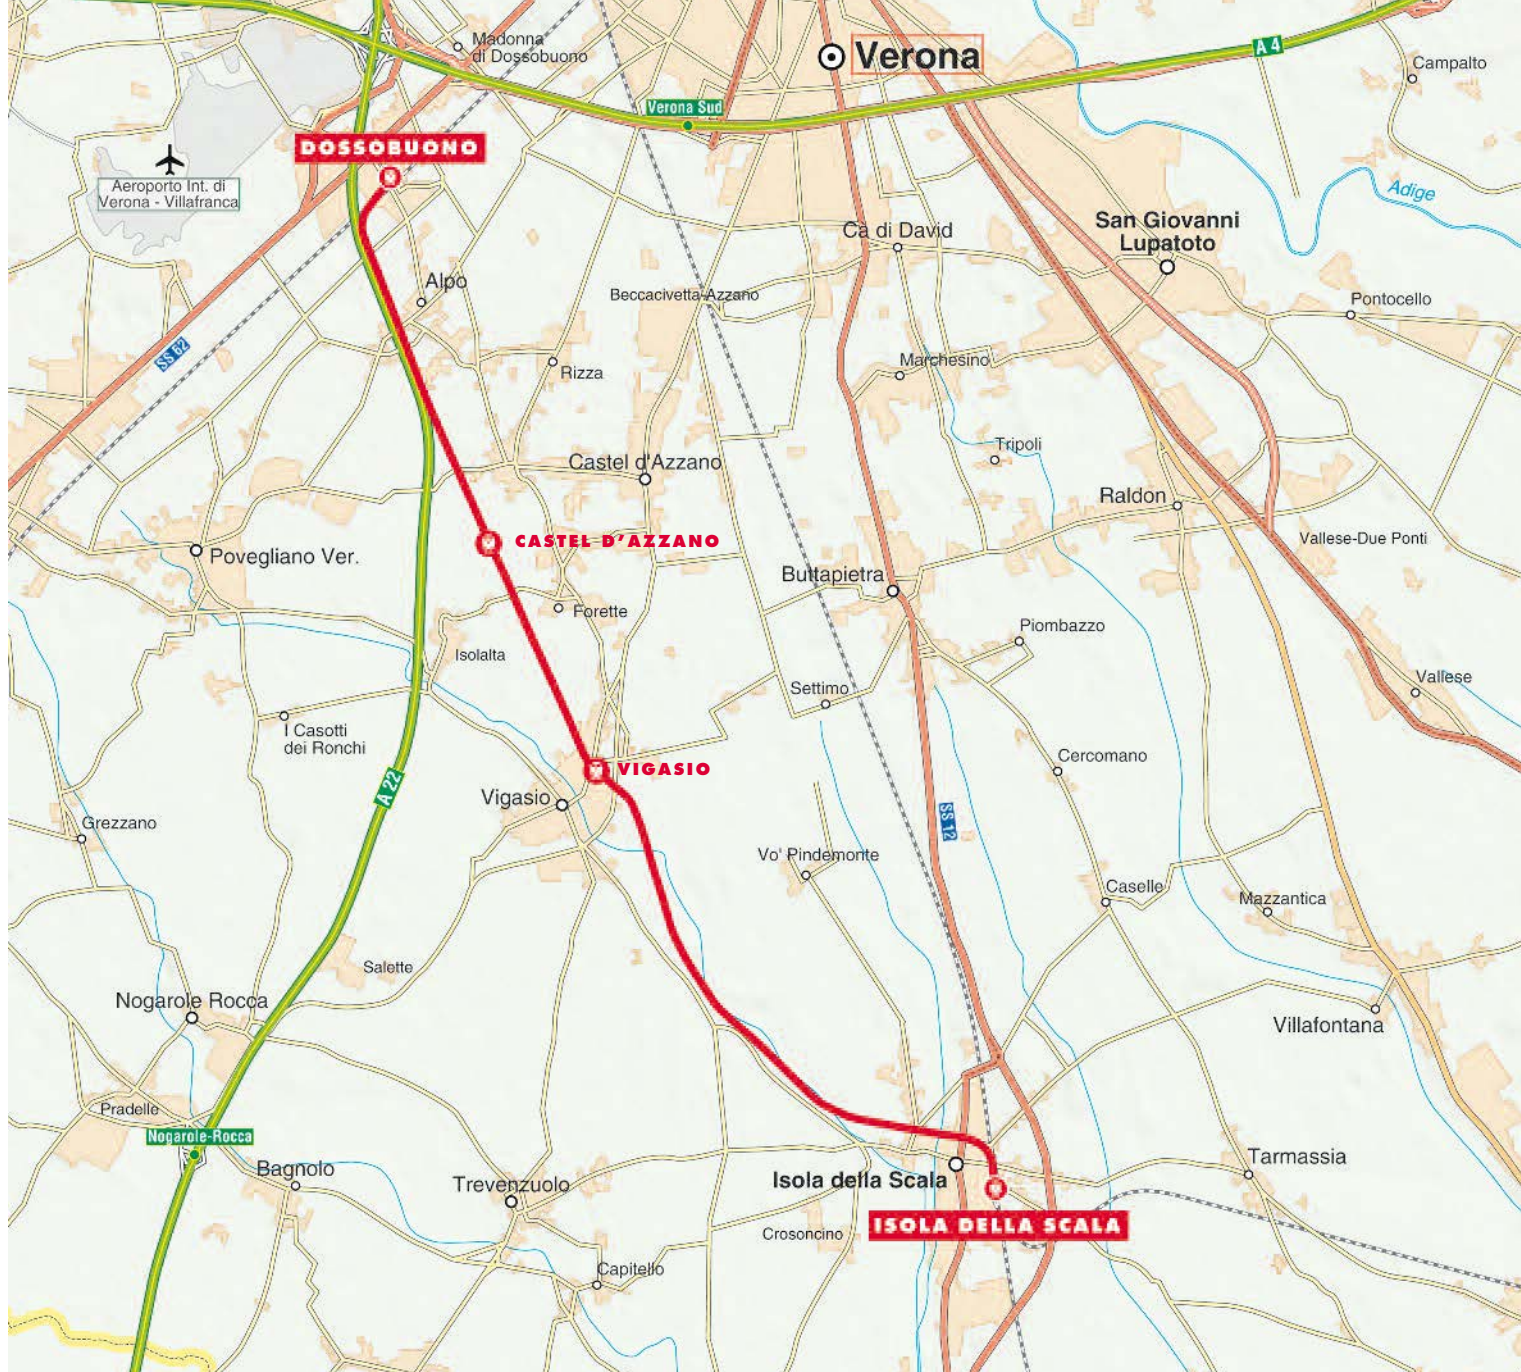 Madonna
di Dossobuono
Verona
A 4
Campalto
Verona Sud
DOSSOBUONO
Aeroporto Int. di
Verona - Villafranca
Adige
San Giovanni
Lupatoto
Cà di David
Alpo
Beccacivetta-Azzano
Pontocello
SS 62
Rizza
Marchesino
Castel d'Azzano
Tripoli
Raldon
CASTEL D'AZZANO
Vallese-Due Ponti
Povegliano Ver.
Buttapietra
Forette
Piombazzo
Isolalta
Settimo
Vallese
I Casotti
dei Ronchi
Cercomano
VIGASIO
A 22
Vigasio
Grezzano
SS 12
Vo' Pindemonte
Caselle
Mazzantica
Salette
Nogarole Rocca
Villafontana
Pradelle
Nogarole-Rocca
Bagnolo
Tarmassia
Trevenzuolo
Isola della Scala
Crosoncino
ISOLA DELLA SCALA
Capitello